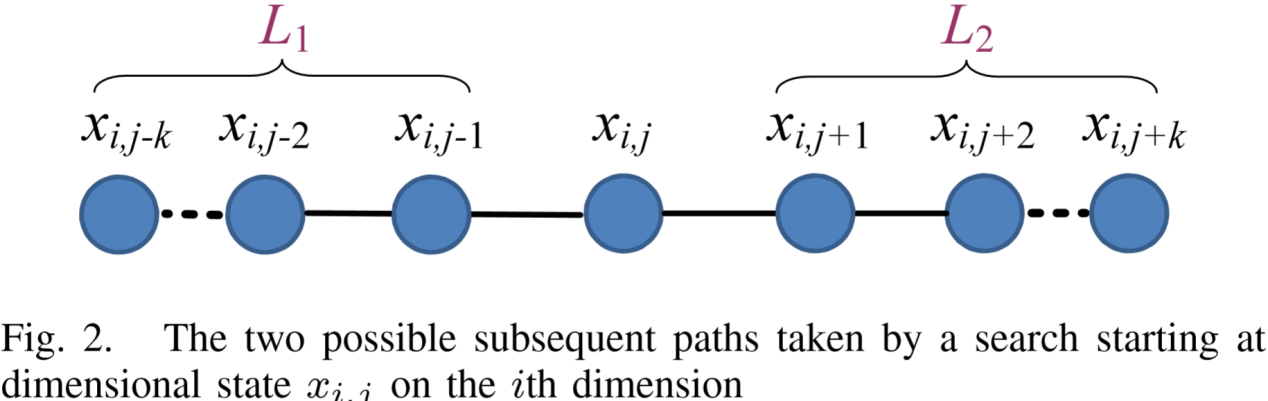 L₁ L₂
xᵢ,ⱼ₋ₖ xᵢ,ⱼ₋₂ xᵢ,ⱼ₋₁ xᵢ,ⱼ xᵢ,ⱼ₊₁ xᵢ,ⱼ₊₂ xᵢ,ⱼ₊ₖ
Fig. 2. The two possible subsequent paths taken by a search starting at
dimensional state xᵢ,ⱼ on the ith dimension